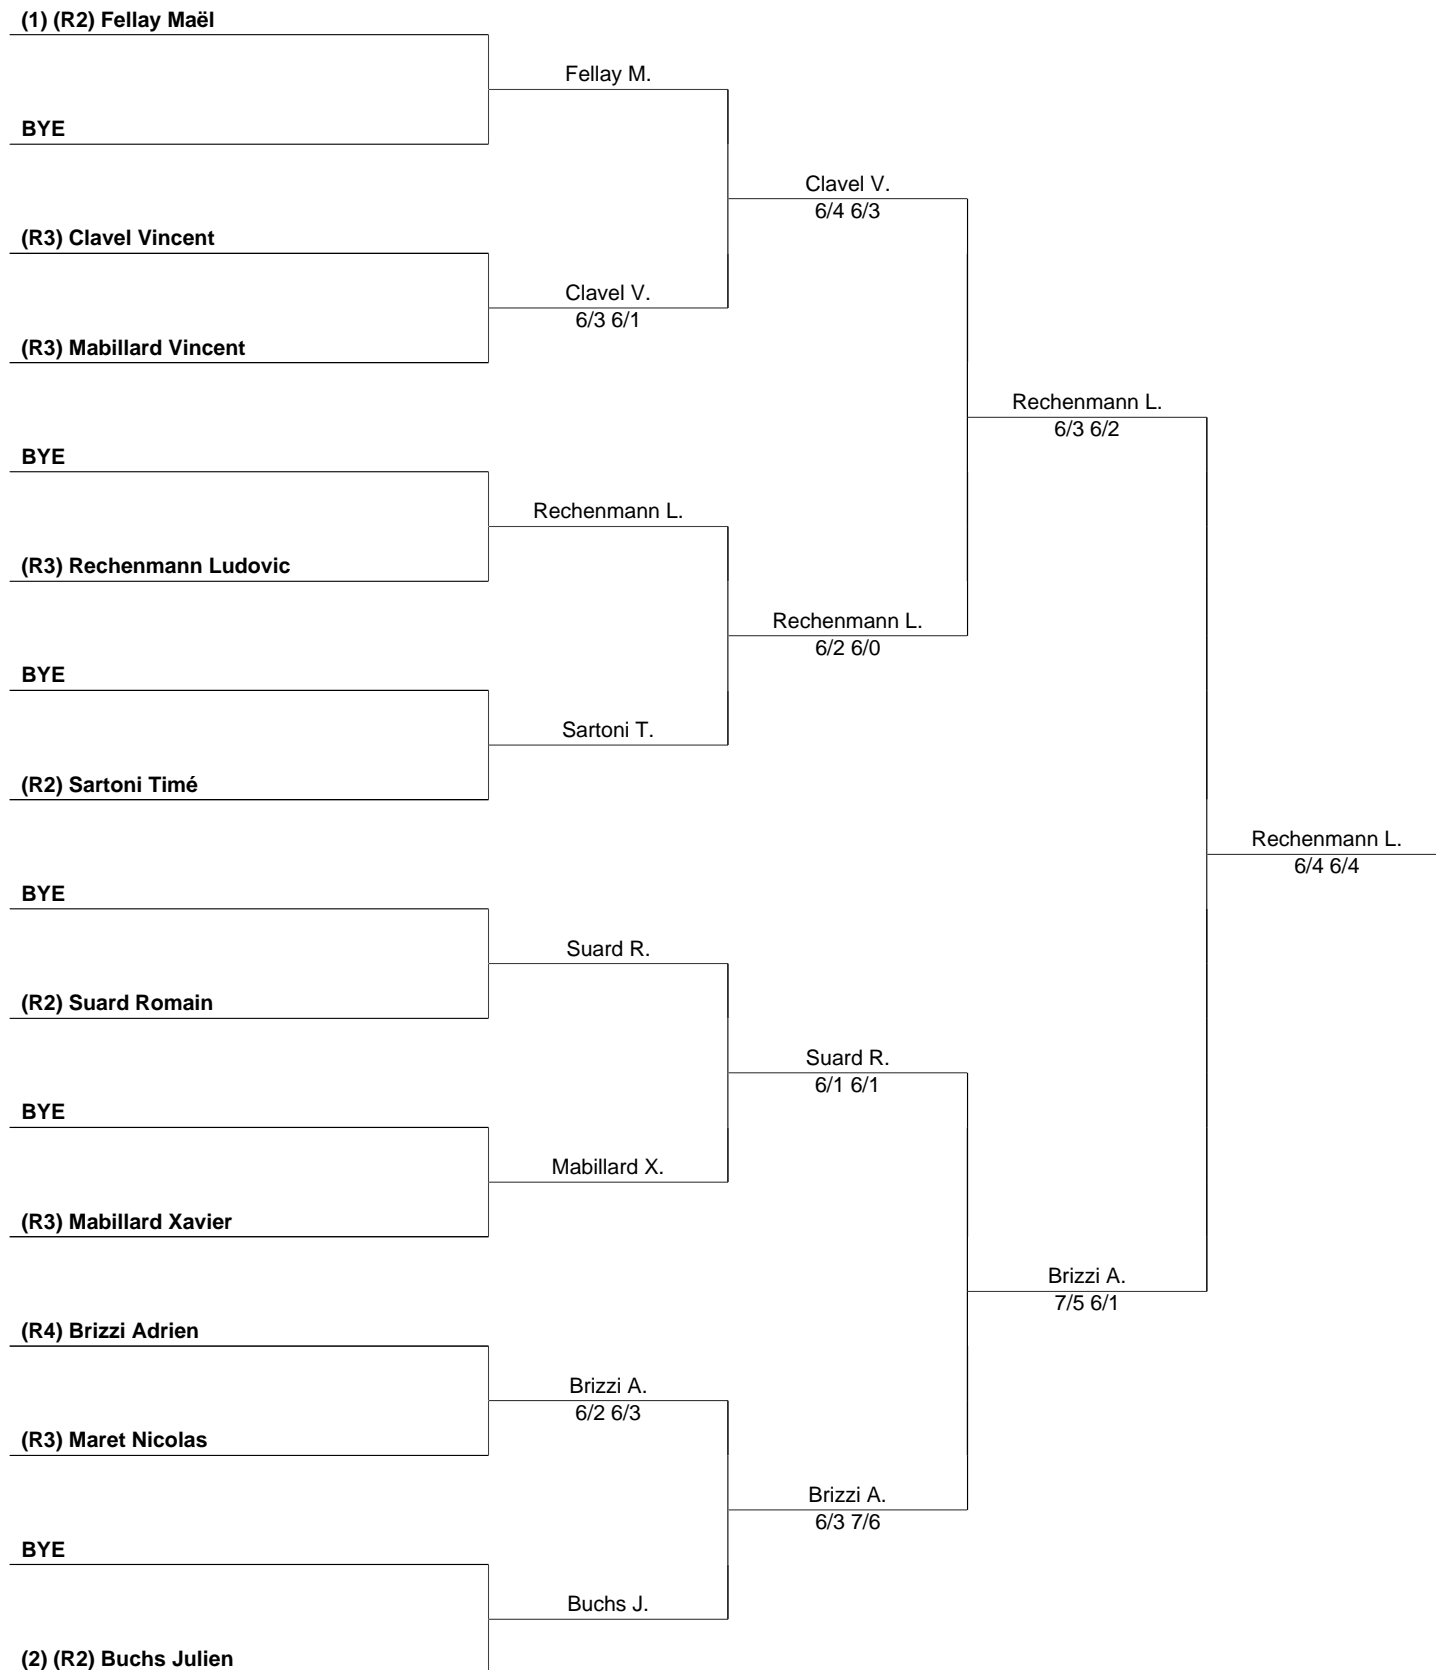 (1) (R2) Fellay Maël
Fellay M.
BYE
Clavel V.
6/4 6/3
(R3) Clavel Vincent
Clavel V.
6/3 6/1
(R3) Mabillard Vincent
Rechenmann L.
6/3 6/2
BYE
Rechenmann L.
(R3) Rechenmann Ludovic
Rechenmann L.
6/2 6/0
BYE
Sartoni T.
(R2) Sartoni Timé
Rechenmann L.
6/4 6/4
BYE
Suard R.
(R2) Suard Romain
Suard R.
6/1 6/1
BYE
Mabillard X.
(R3) Mabillard Xavier
Brizzi A.
7/5 6/1
(R4) Brizzi Adrien
Brizzi A.
6/2 6/3
(R3) Maret Nicolas
Brizzi A.
6/3 7/6
BYE
Buchs J.
(2) (R2) Buchs Julien